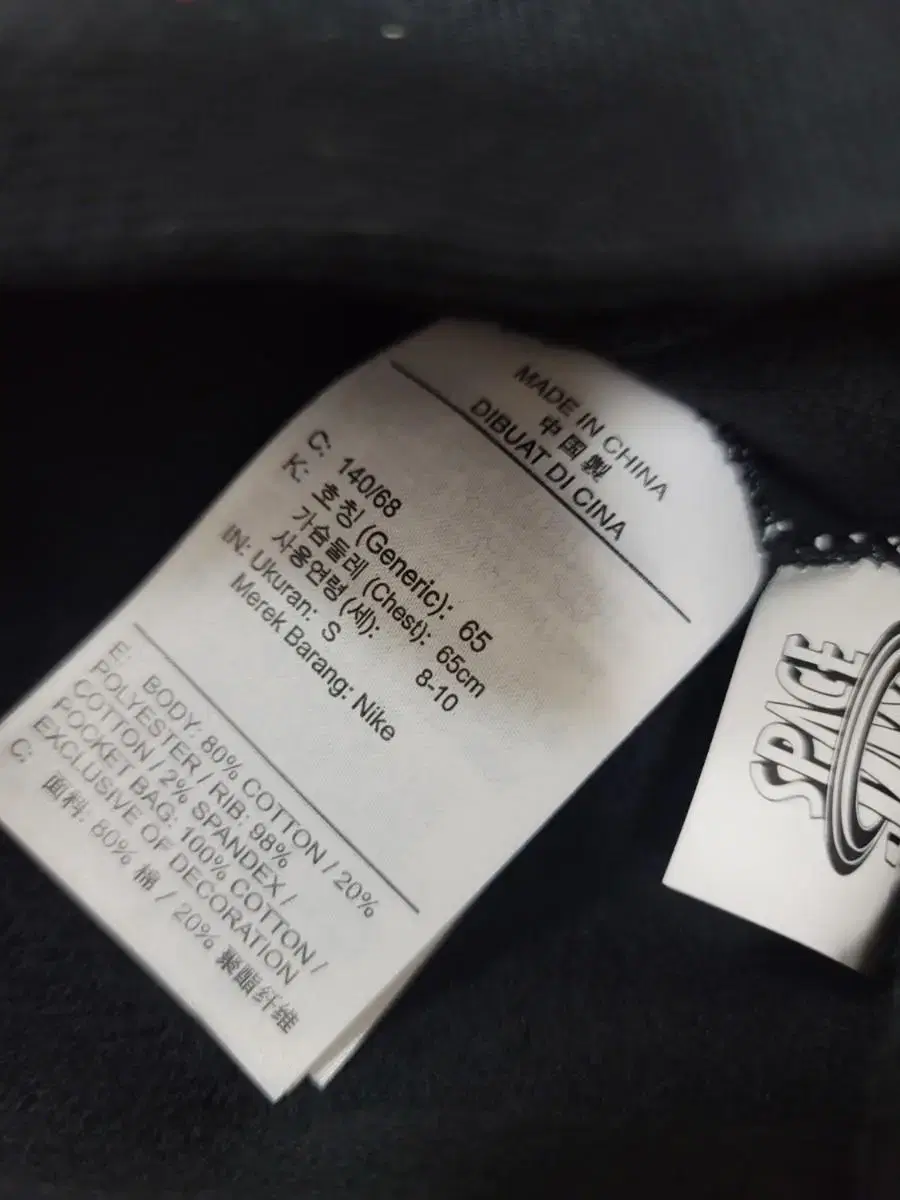 MADE IN CHINA
中国製
DIBUAT DI CINA
C: 140/68
K: 호칭 (Generic): 65
가슴둘레 (Chest): 65cm
사용연령 (세): 8-10
IN: Ukuran: S
Merek Barang: Nike
E: BODY: 80% COTTON / 20%
POLYESTER / RIB: 98%
COTTON / 2% SPANDEX /
POCKET BAG: 100% COTTON /
EXCLUSIVE OF DECORATION
C: 面料: 80% 棉 / 20% 聚酯纤维
SPACE